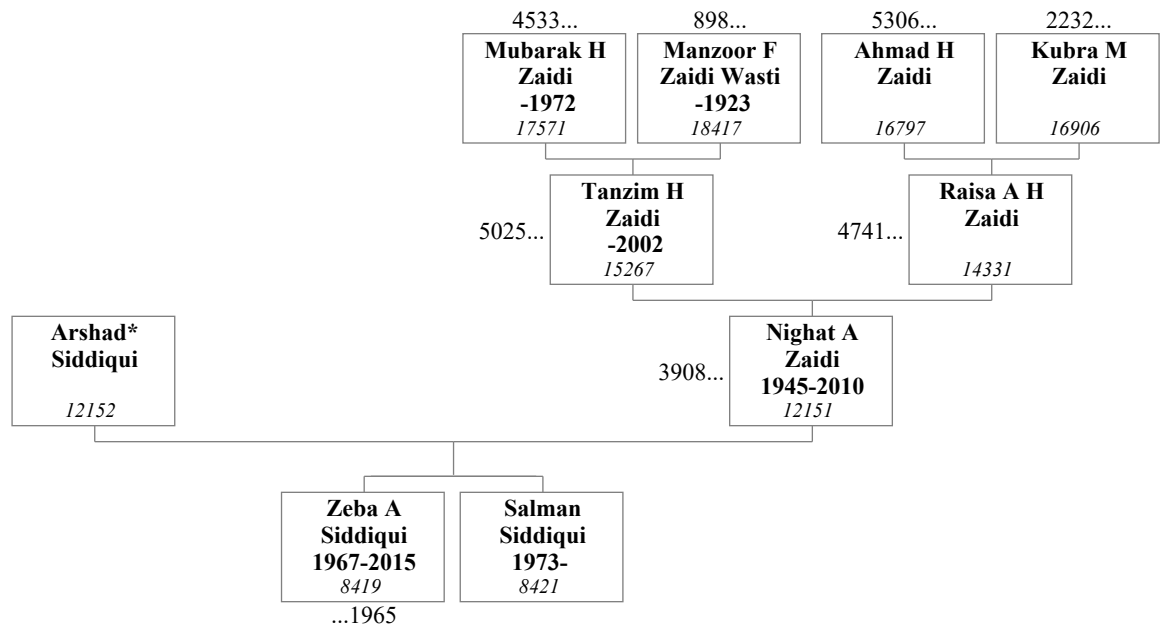 4533...
898...
5306...
2232...
Mubarak H
Zaidi
-1972
17571
Manzoor F
Zaidi Wasti
-1923
18417
Ahmad H
Zaidi
16797
Kubra M
Zaidi
16906
5025...
Tanzim H
Zaidi
-2002
15267
4741...
Raisa A H
Zaidi
14331
Arshad*
Siddiqui
12152
3908...
Nighat A
Zaidi
1945-2010
12151
Zeba A
Siddiqui
1967-2015
8419
...1965
Salman
Siddiqui
1973-
8421